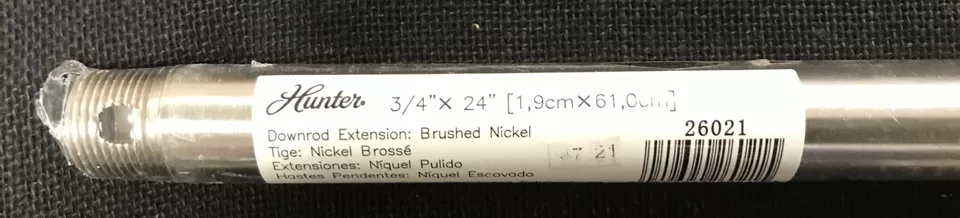 Hunter. 3/4"× 24" [1,9cm×61,0cm]
26021
Downrod Extension: Brushed Nickel
Tige: Nickel Brossé
Extensiones: Níquel Pulido
Hastes Pendentes: Níquel Escovado